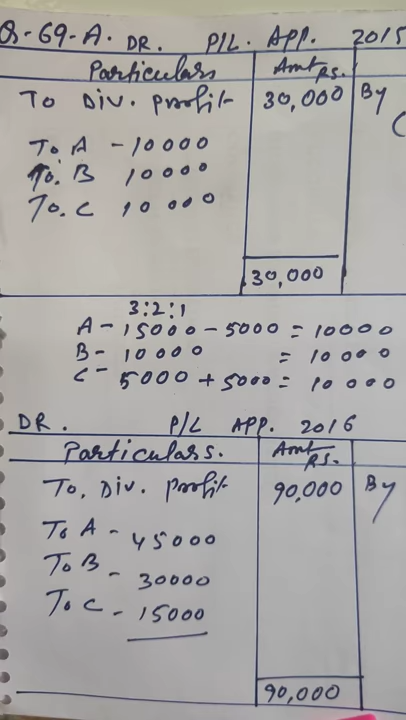 Q-69-A. DR. P/L. APP. 2015
Particulars Amt Rs.
To Div. profit 30,000 By
To A - 10000
To. B 10000
To. C 10000
30,000
3:2:1
A - 15000 - 5000 = 10000
B - 10000 = 10000
C - 5000 + 5000 = 10000
DR. P/L APP. 2016
Particulars. Amt Rs.
To, Div. profit 90,000 By
To A - 45000
To B - 30000
To C - 15000
90,000